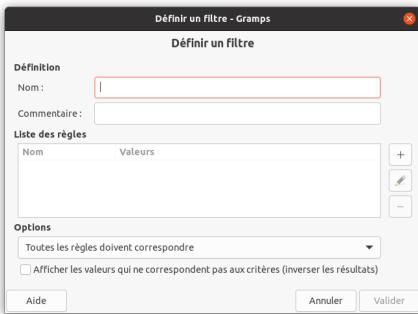 Définir un filtre - Gramps
Définir un filtre
Définition
Nom :
Commentaire :
Liste des règles
Nom Valeurs
Options
Toutes les règles doivent correspondre
Afficher les valeurs qui ne correspondent pas aux critères (inverser les résultats)
Aide Annuler Valider